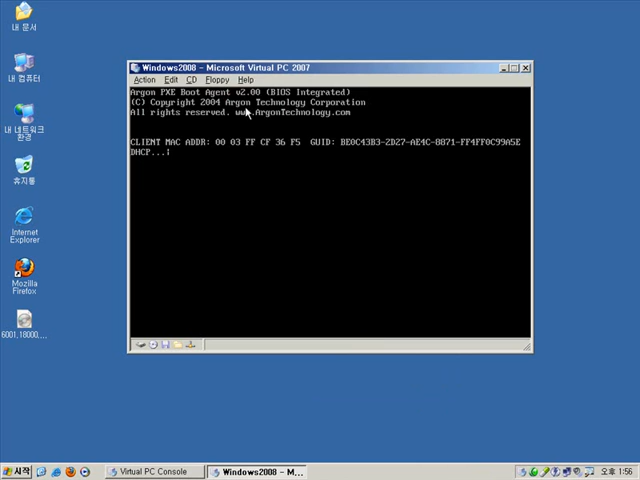 내 문서
내 컴퓨터
내 네트워크
환경
휴지통
Internet
Explorer
Mozilla
Firefox
6001.18000....
Windows2008 - Microsoft Virtual PC 2007
Action Edit CD Floppy Help
Argon PXE Boot Agent v2.00 (BIOS Integrated)
(C) Copyright 2004 Argon Technology Corporation
All rights reserved. www.ArgonTechnology.com
CLIENT MAC ADDR: 00 03 FF CF 36 F5 GUID: BE0C43B3-2D27-AE4C-8871-FF4FF0C99A5E
DHCP...|
시작 Virtual PC Console Windows2008 - M... 오후 1:56